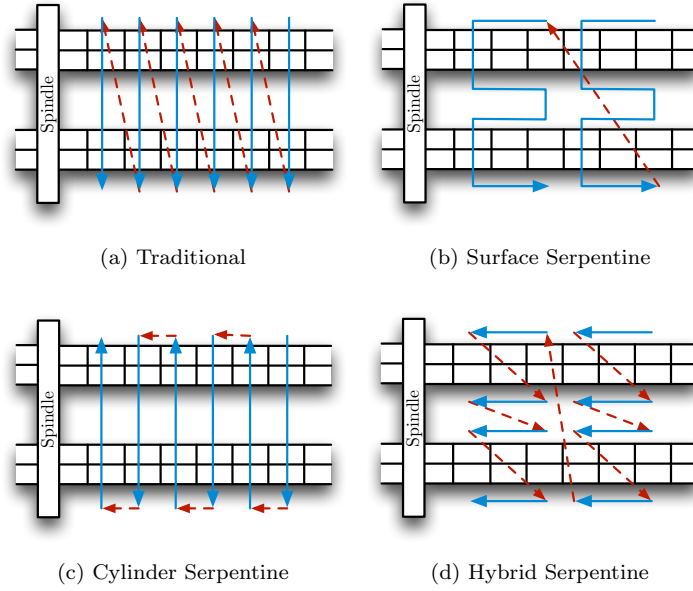 Spindle
Spindle
(a) Traditional
(b) Surface Serpentine
Spindle
Spindle
(c) Cylinder Serpentine
(d) Hybrid Serpentine